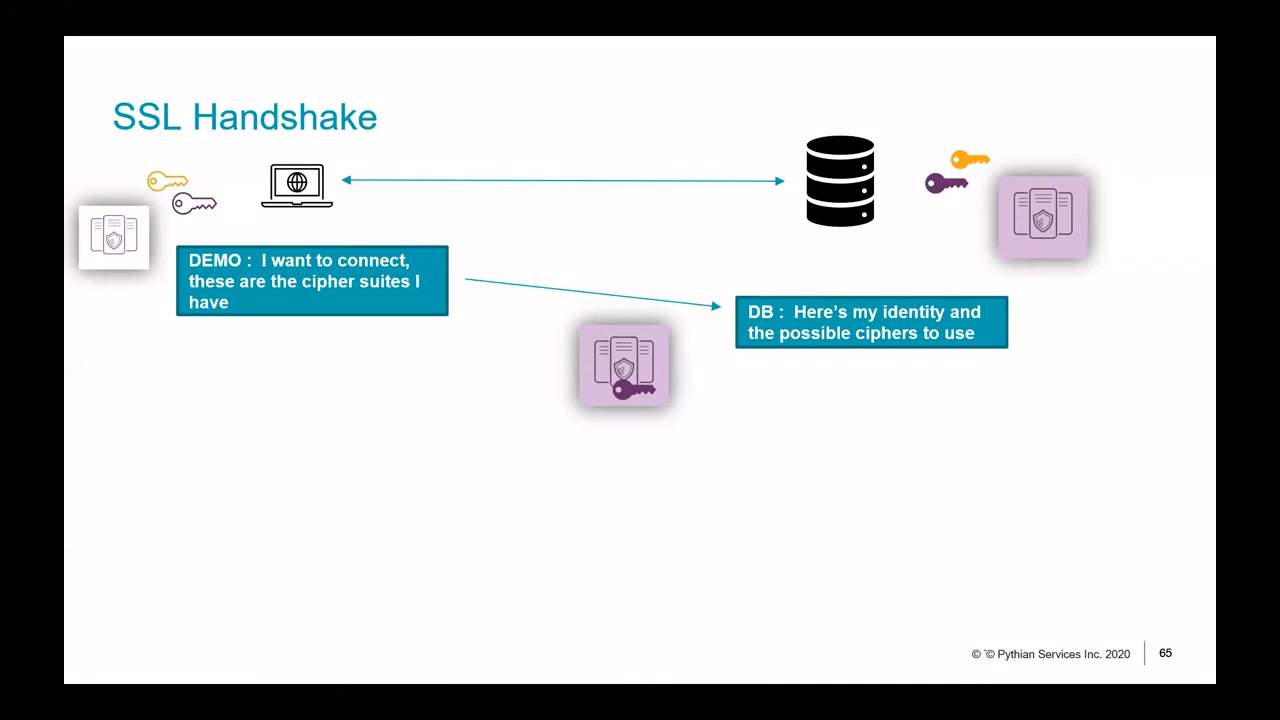 SSL Handshake
DEMO : I want to connect,
these are the cipher suites I
have
DB : Here's my identity and
the possible ciphers to use
© ¨© Pythian Services Inc. 2020
65